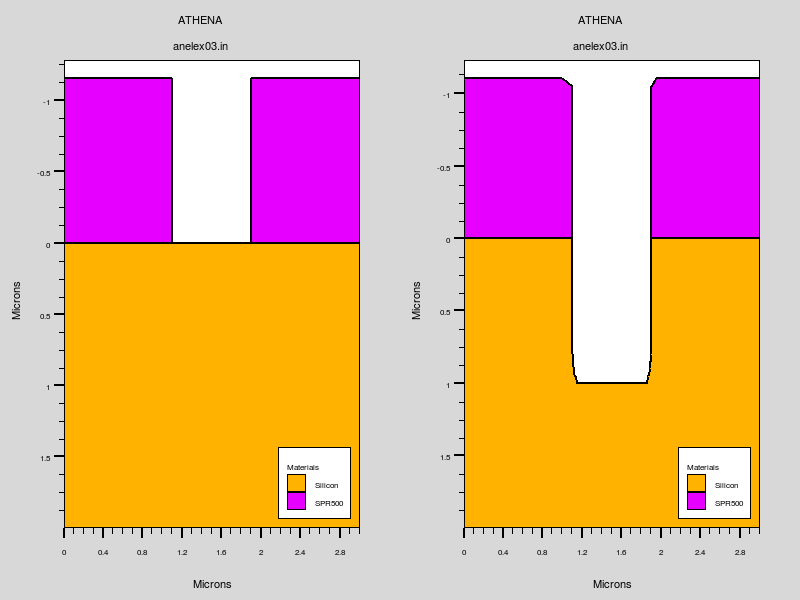 ATHENA
anelex03.in
-1
-0.5
0
0.5
1
1.5
Microns
Materials
Silicon
SPR500
0 0.4 0.8 1.2 1.6 2 2.4 2.8
Microns
ATHENA
anelex03.in
-1
-0.5
0
0.5
1
1.5
Microns
Materials
Silicon
SPR500
0 0.4 0.8 1.2 1.6 2 2.4 2.8
Microns